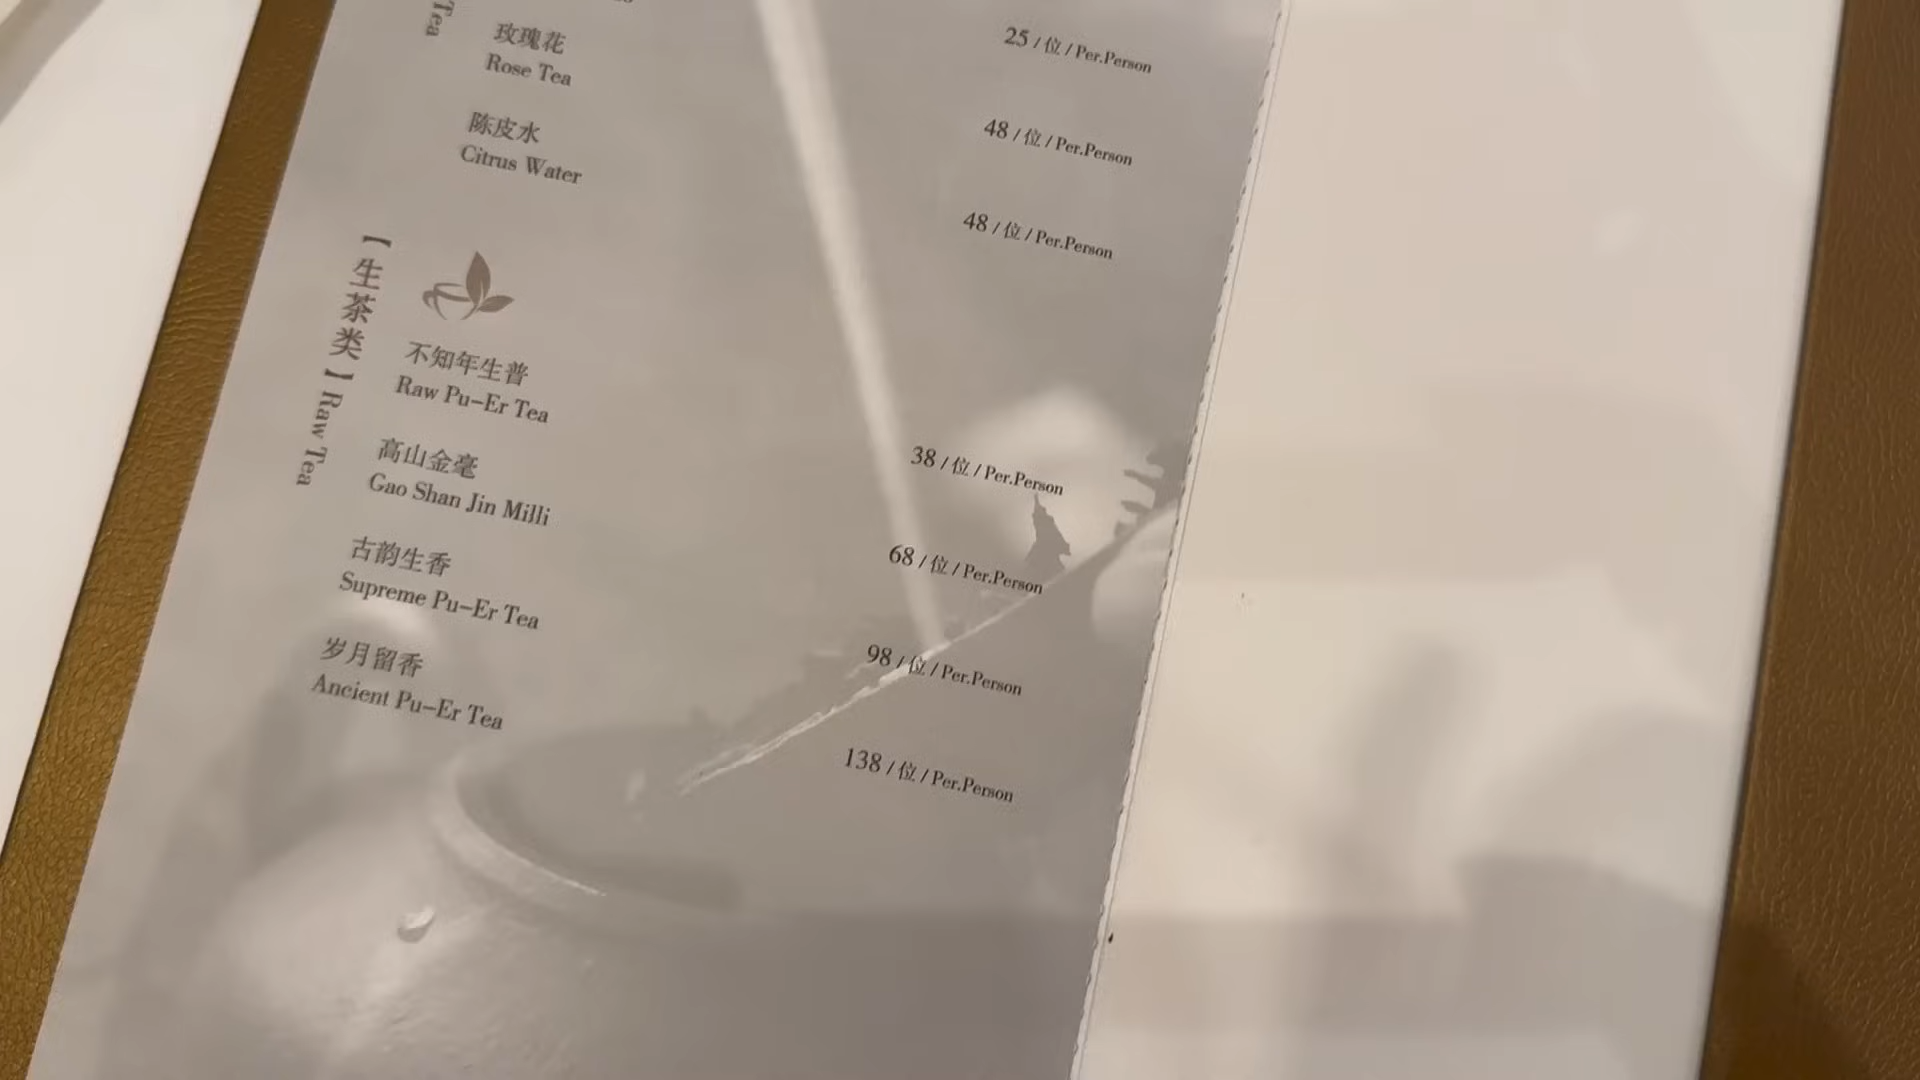 Tea
玫瑰花
Rose Tea
25 / 位 / Per.Person
陈皮水
Citrus Water
48 / 位 / Per.Person
48 / 位 / Per.Person
【生茶类】Raw Tea
不知年生普
Raw Pu-Er Tea
38 / 位 / Per.Person
高山金毫
Gao Shan Jin Milli
68 / 位 / Per.Person
古韵生香
Supreme Pu-Er Tea
98 / 位 / Per.Person
岁月留香
Ancient Pu-Er Tea
138 / 位 / Per.Person